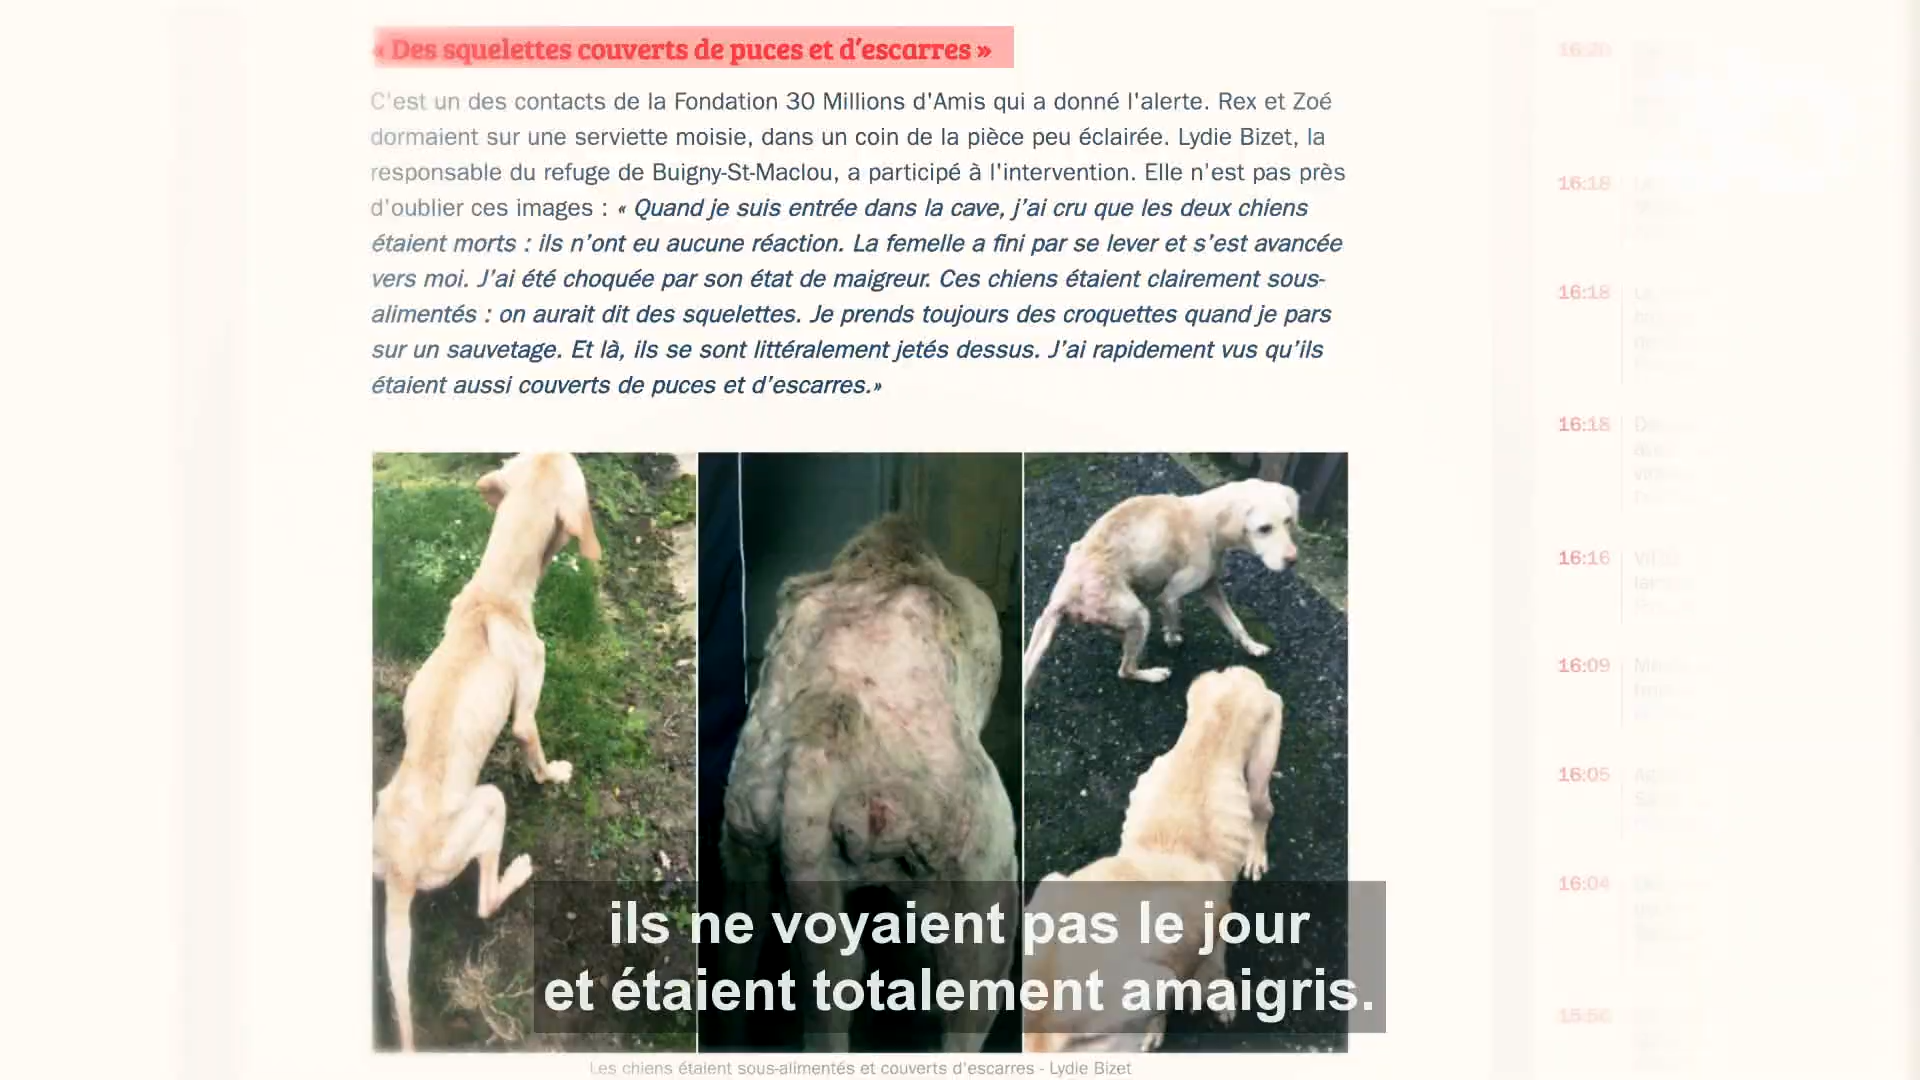 « Des squelettes couverts de puces et d'escarres »
C'est un des contacts de la Fondation 30 Millions d'Amis qui a donné l'alerte. Rex et Zoé
dormaient sur une serviette moisie, dans un coin de la pièce peu éclairée. Lydie Bizet, la
responsable du refuge de Buigny-St-Maclou, a participé à l'intervention. Elle n'est pas près
d'oublier ces images : « Quand je suis entrée dans la cave, j'ai cru que les deux chiens
étaient morts : ils n'ont eu aucune réaction. La femelle a fini par se lever et s'est avancée
vers moi. J'ai été choquée par son état de maigreur. Ces chiens étaient clairement sous-
alimentés : on aurait dit des squelettes. Je prends toujours des croquettes quand je pars
sur un sauvetage. Et là, ils se sont littéralement jetés dessus. J'ai rapidement vus qu'ils
étaient aussi couverts de puces et d'escarres.»
ils ne voyaient pas le jour
et étaient totalement amaigris.
Les chiens étaient sous-alimentés et couverts d'escarres - Lydie Bizet
16:20
16:18
16:18
16:18
16:16
16:09
16:05
16:04